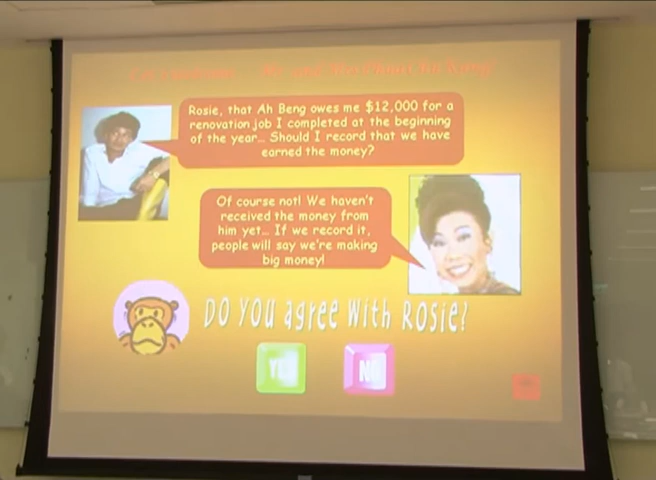 Rosie, that Ah Beng owes me $12,000 for a
renovation job I completed at the beginning
of the year... Should I record that we have
earned the money?
Of course not! We haven't
received the money from
him yet... If we record it,
people will say we're making
big money!
DO YOU agree With Rosie?
YES
NO